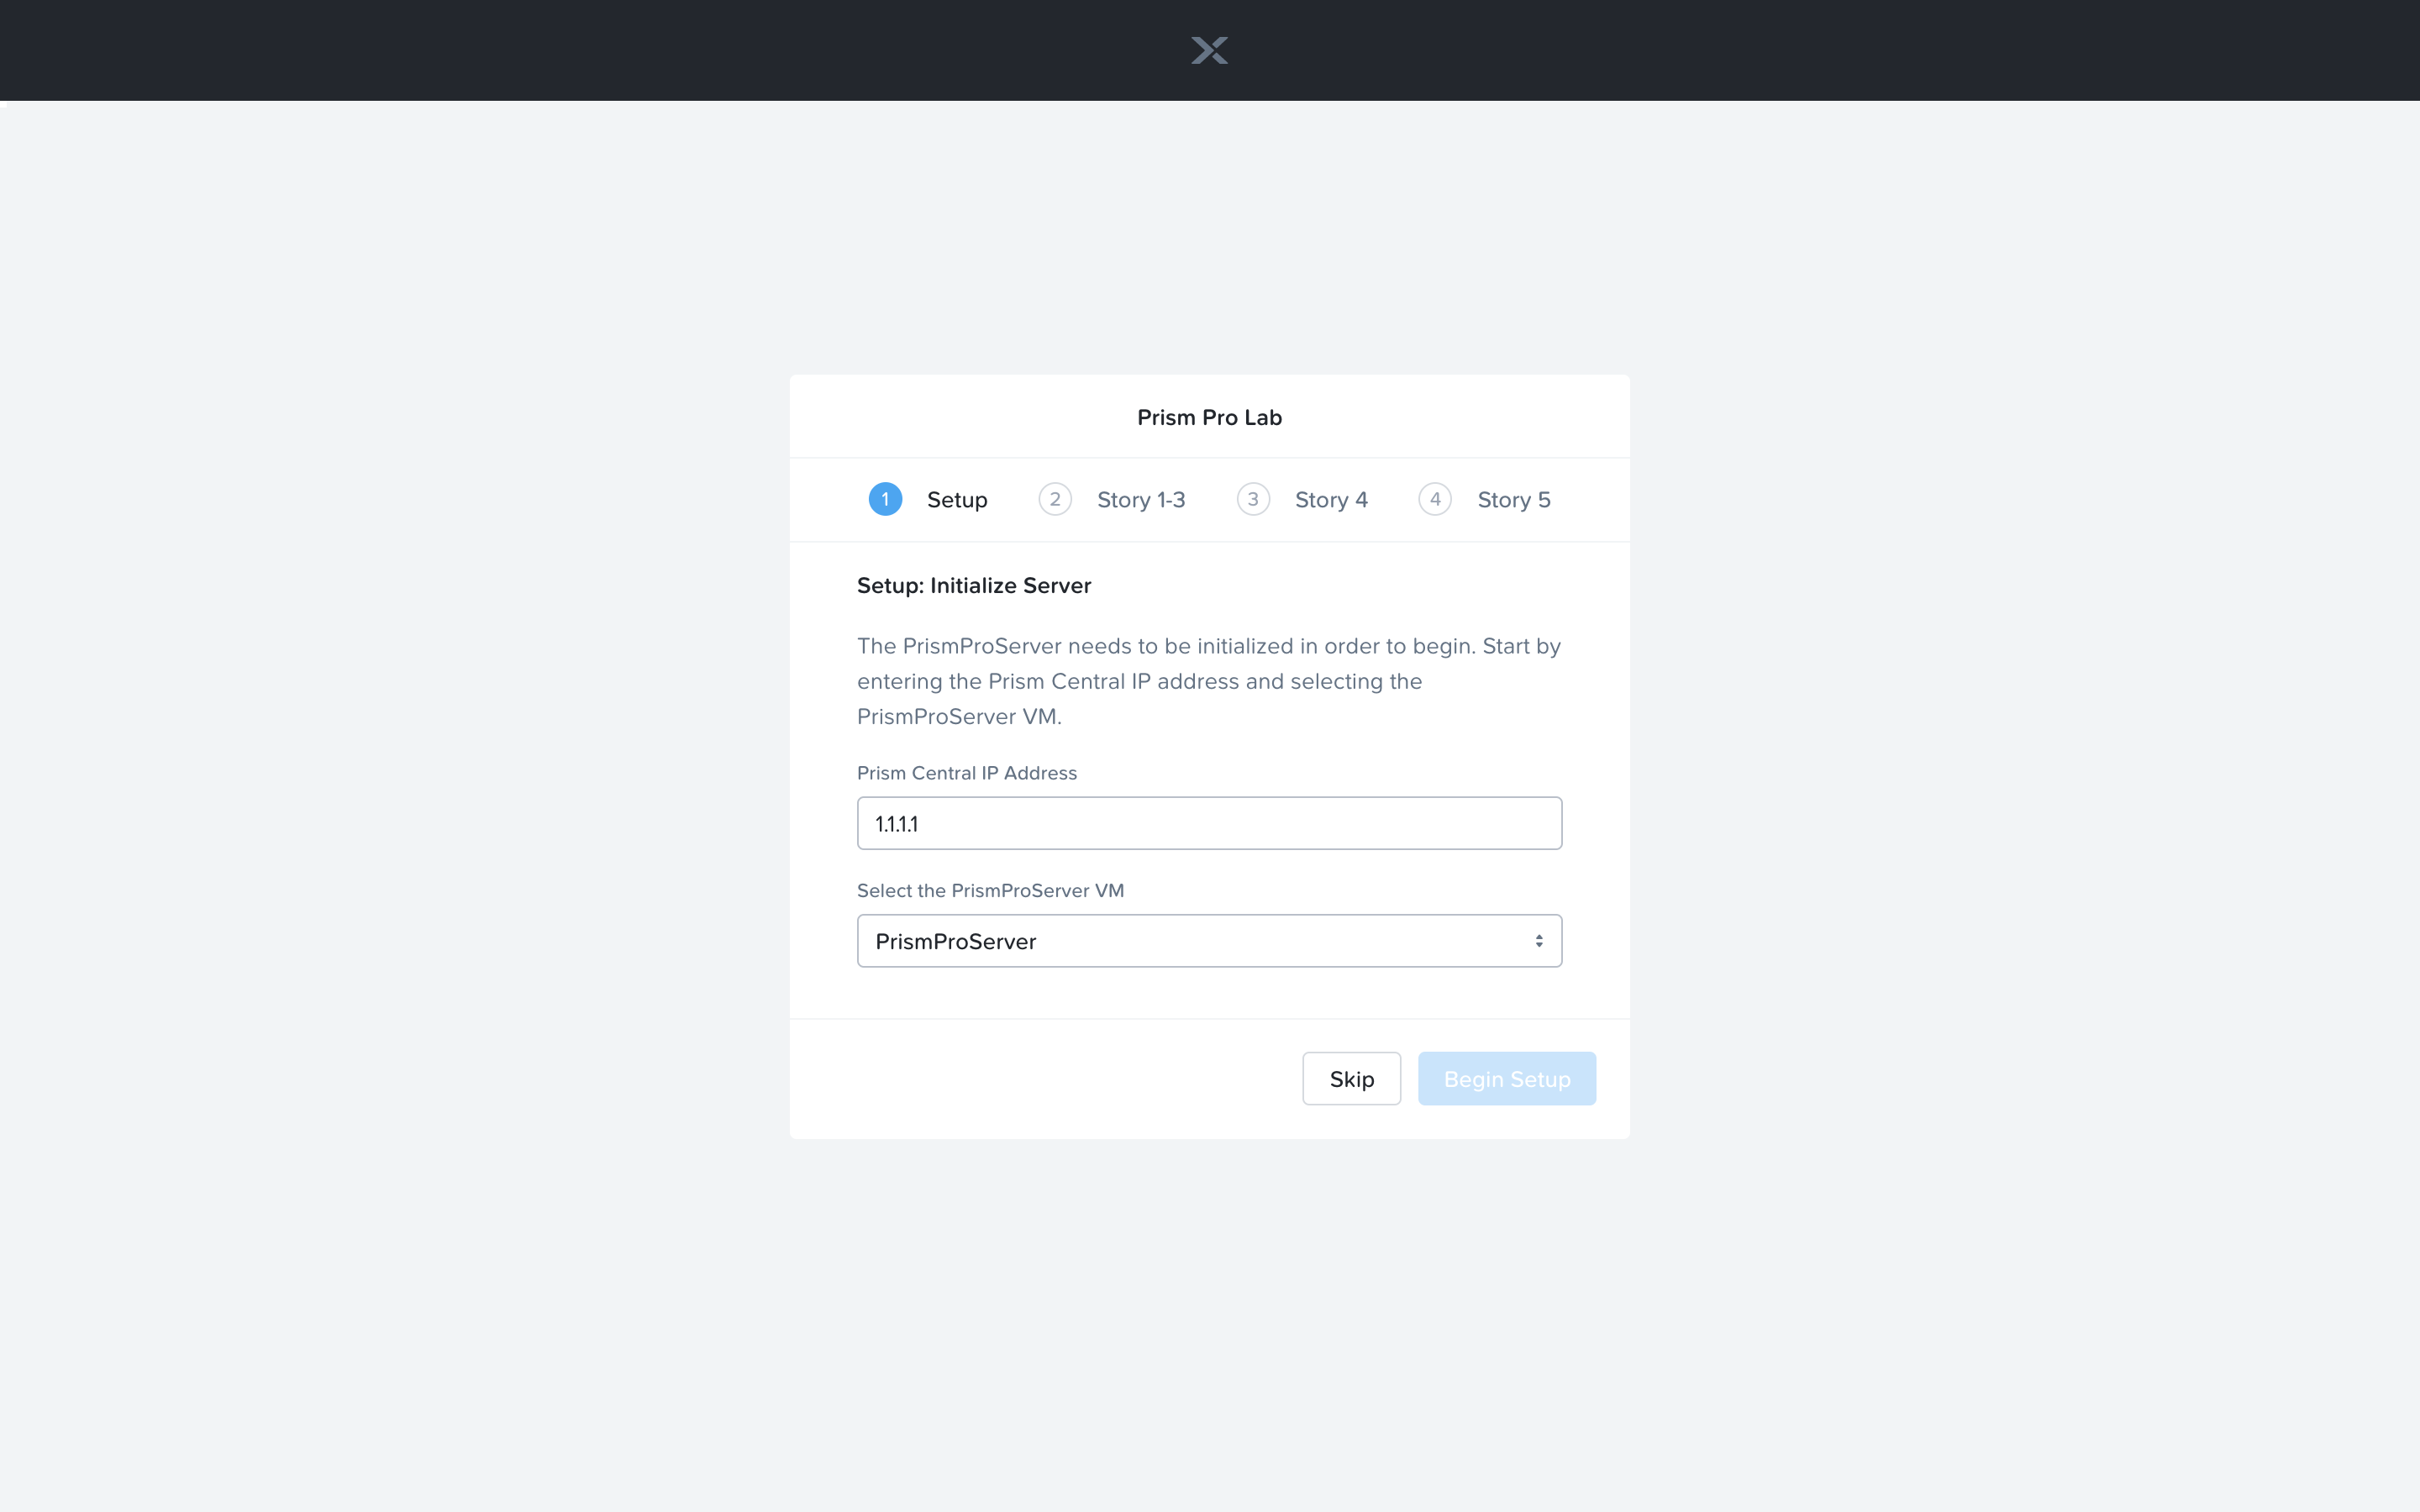 Prism Pro Lab
1 Setup 2 Story 1-3 3 Story 4 4 Story 5
Setup: Initialize Server
The PrismProServer needs to be initialized in order to begin. Start by
entering the Prism Central IP address and selecting the
PrismProServer VM.
Prism Central IP Address
1.1.1.1
Select the PrismProServer VM
PrismProServer
Skip Begin Setup